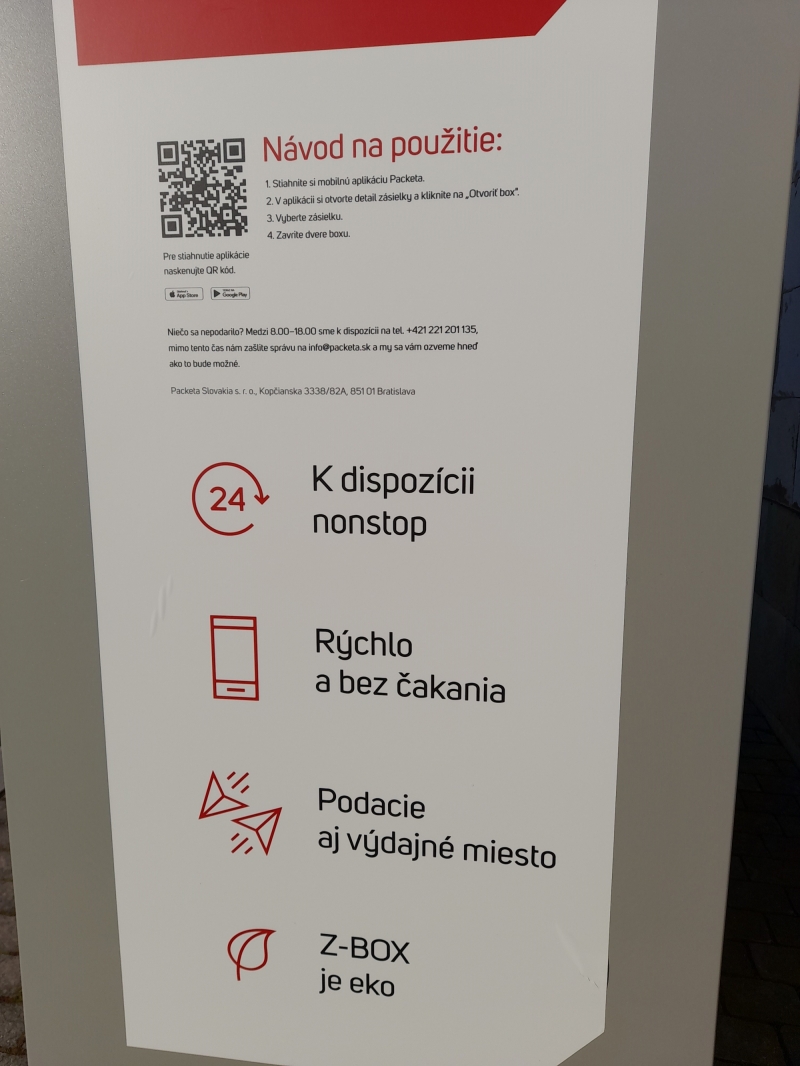 Návod na použitie:
1. Stiahnite si mobilnú aplikáciu Packeta.
2. V aplikácii si otvorte detail zásielky a kliknite na „Otvoriť box“.
3. Vyberte zásielku.
4. Zavrite dvere boxu.
Pre stiahnutie aplikácie
naskenujte QR kód.
App Store
Google Play
Niečo sa nepodarilo? Medzi 8.00–18.00 sme k dispozícii na tel. +421 221 201 135,
mimo tento čas nám zašlite správu na info@packeta.sk a my sa vám ozveme hneď
ako to bude možné.
Packeta Slovakia s. r. o., Kopčianska 3338/82A, 851 01 Bratislava
24
K dispozícii
nonstop
Rýchlo
a bez čakania
Podacie
aj výdajné miesto
Z-BOX
je eko